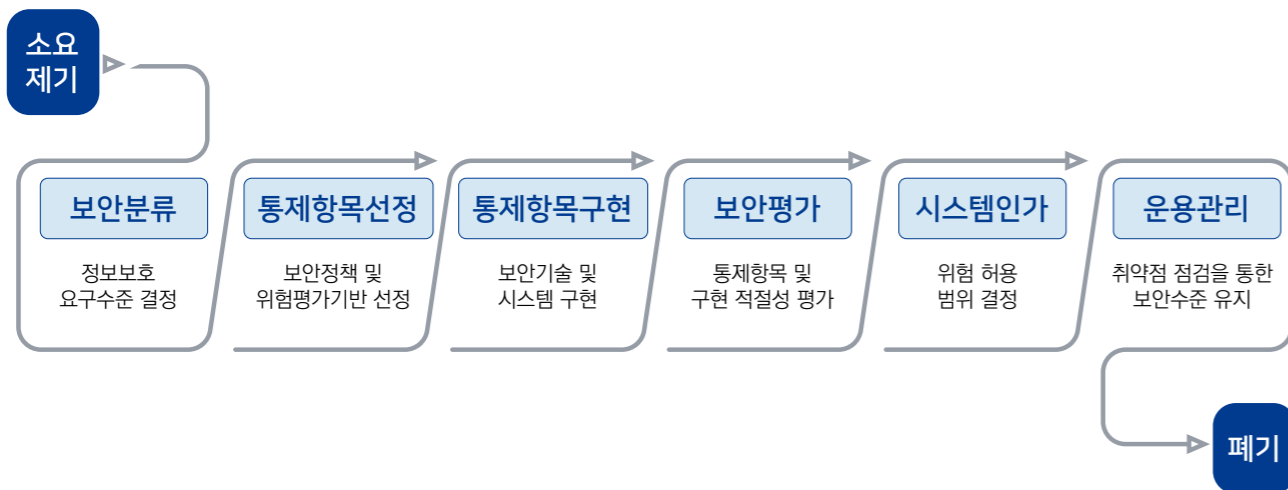 소요
제기
보안분류
정보보호
요구수준 결정
통제항목선정
보안정책 및
위험평가기반 선정
통제항목구현
보안기술 및
시스템 구현
보안평가
통제항목 및
구현 적절성 평가
시스템인가
위험 허용
범위 결정
운용관리
취약점 점검을 통한
보안수준 유지
폐기